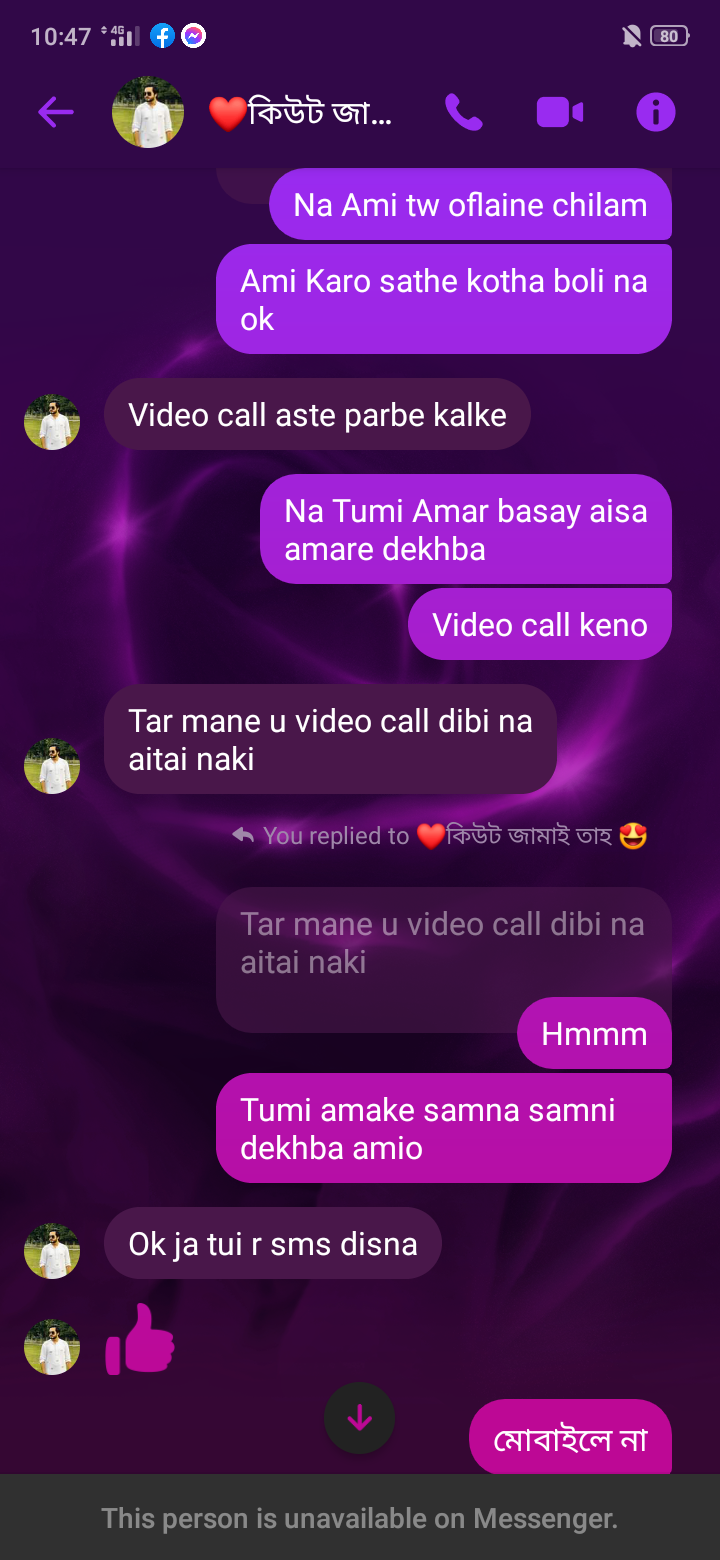 10:47 4G 80
❤️কিউট জা...
Na Ami tw oflaine chilam
Ami Karo sathe kotha boli na
ok
Video call aste parbe kalke
Na Tumi Amar basay aisa
amare dekhba
Video call keno
Tar mane u video call dibi na
aitai naki
You replied to ❤️কিউট জামাই তাহ 😍
Tar mane u video call dibi na
aitai naki
Hmmm
Tumi amake samna samni
dekhba amio
Ok ja tui r sms disna
মোবাইলে না
This person is unavailable on Messenger.